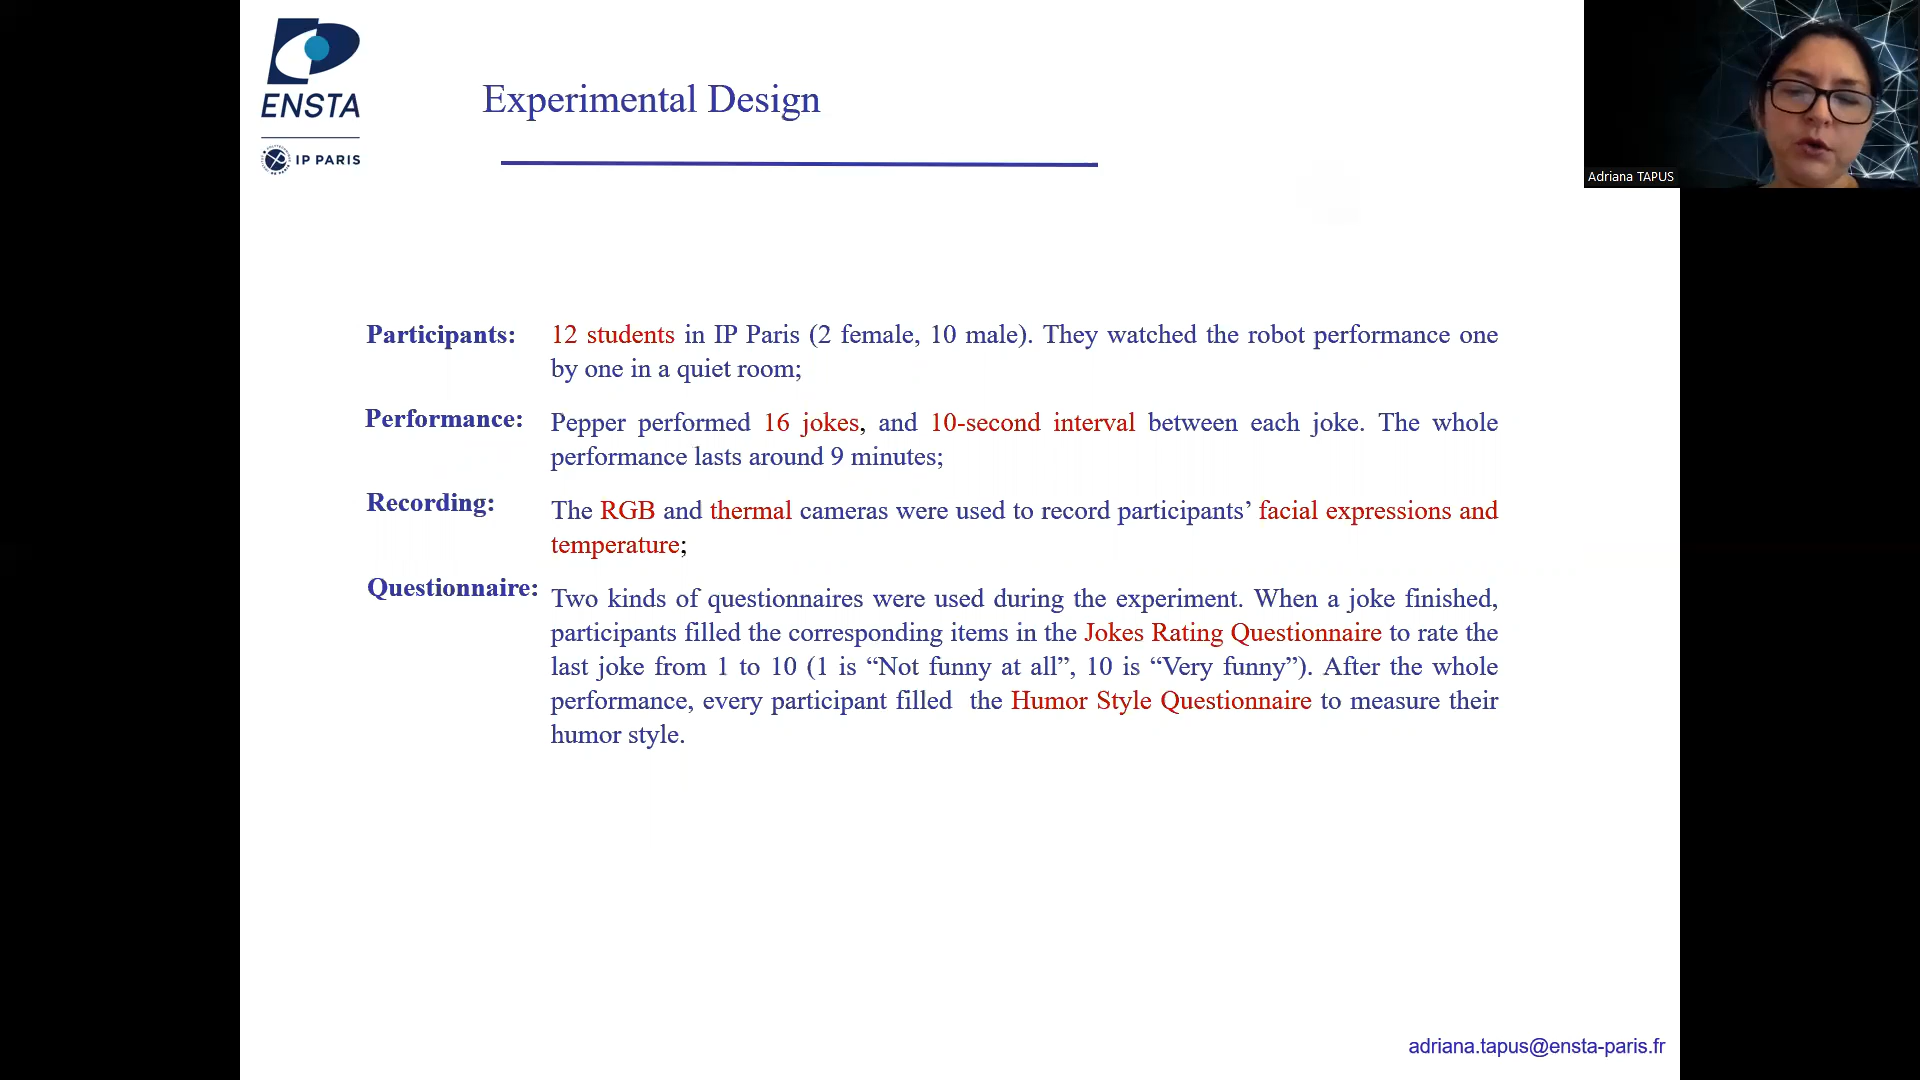 ENSTA
IP PARIS
Experimental Design
Adriana TAPUS
Participants: 12 students in IP Paris (2 female, 10 male). They watched the robot performance one
by one in a quiet room;
Performance: Pepper performed 16 jokes, and 10-second interval between each joke. The whole
performance lasts around 9 minutes;
Recording: The RGB and thermal cameras were used to record participants’ facial expressions and
temperature;
Questionnaire: Two kinds of questionnaires were used during the experiment. When a joke finished,
participants filled the corresponding items in the Jokes Rating Questionnaire to rate the
last joke from 1 to 10 (1 is “Not funny at all”, 10 is “Very funny”). After the whole
performance, every participant filled the Humor Style Questionnaire to measure their
humor style.
adriana.tapus@ensta-paris.fr